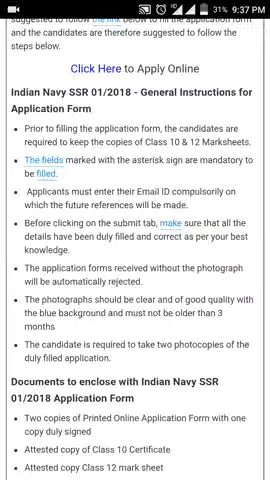 HD 31% 9:37 PM
suggested to follow the link below to fill the application form
and the candidates are therefore suggested to follow the
steps below.
Click Here to Apply Online
Indian Navy SSR 01/2018 - General Instructions for
Application Form
Prior to filling the application form, the candidates are
required to keep the copies of Class 10 & 12 Marksheets.
The fields marked with the asterisk sign are mandatory to
be filled.
Applicants must enter their Email ID compulsorily on
which the future references will be made.
Before clicking on the submit tab, make sure that all the
details have been duly filled and correct as per your best
knowledge.
The application forms received without the photograph
will be automatically rejected.
The photographs should be clear and of good quality with
the blue background and must not be older than 3
months
The candidate is required to take two photocopies of the
duly filled application.
Documents to enclose with Indian Navy SSR
01/2018 Application Form
Two copies of Printed Online Application Form with one
copy duly signed
Attested copy of Class 10 Certificate
Attested copy Class 12 mark sheet